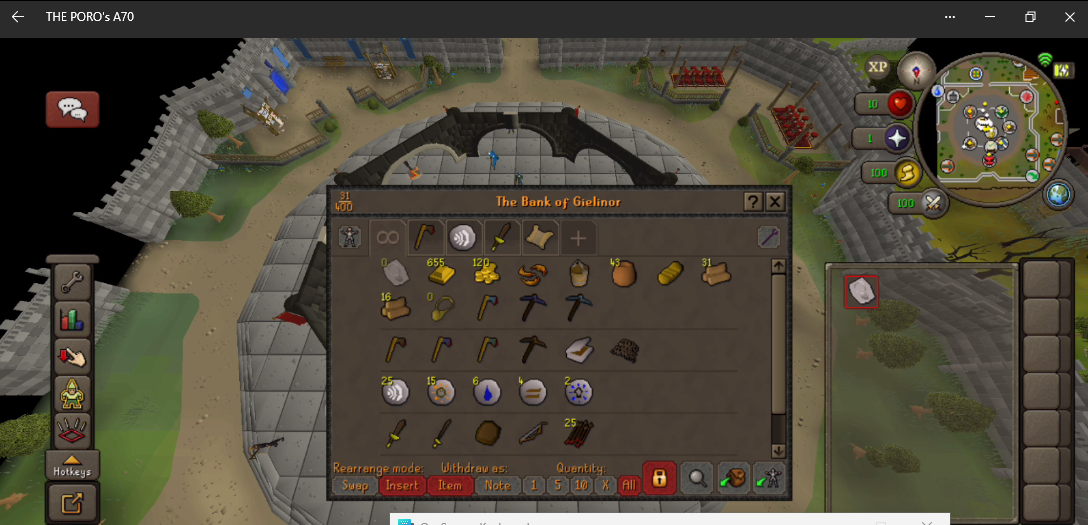 THE PORO's A70
XP
10
1
100
100
31
400
The Bank of Gielinor
?
0 655 120 43 31
16 0
25 15 6 4 2
25
Rearrange mode: Withdraw as: Quantity:
Swap Insert Item Note 1 5 10 X All
Hotkeys